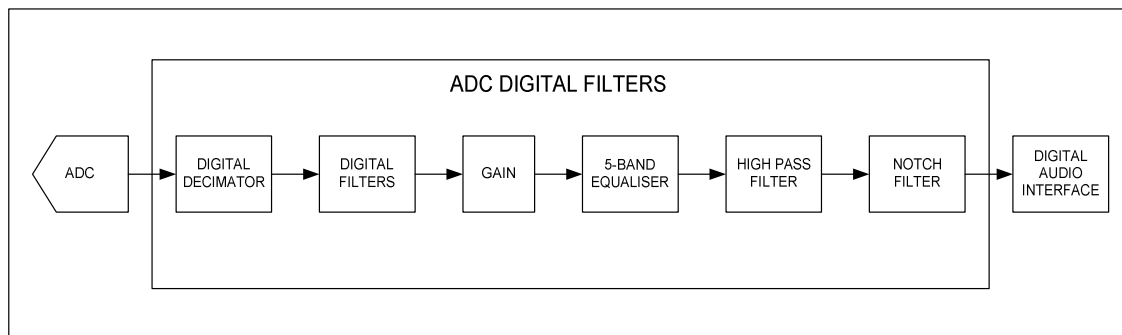 ADC DIGITAL FILTERS
ADC
DIGITAL
DECIMATOR
DIGITAL
FILTERS
GAIN
5-BAND
EQUALISER
HIGH PASS
FILTER
NOTCH
FILTER
DIGITAL
AUDIO
INTERFACE